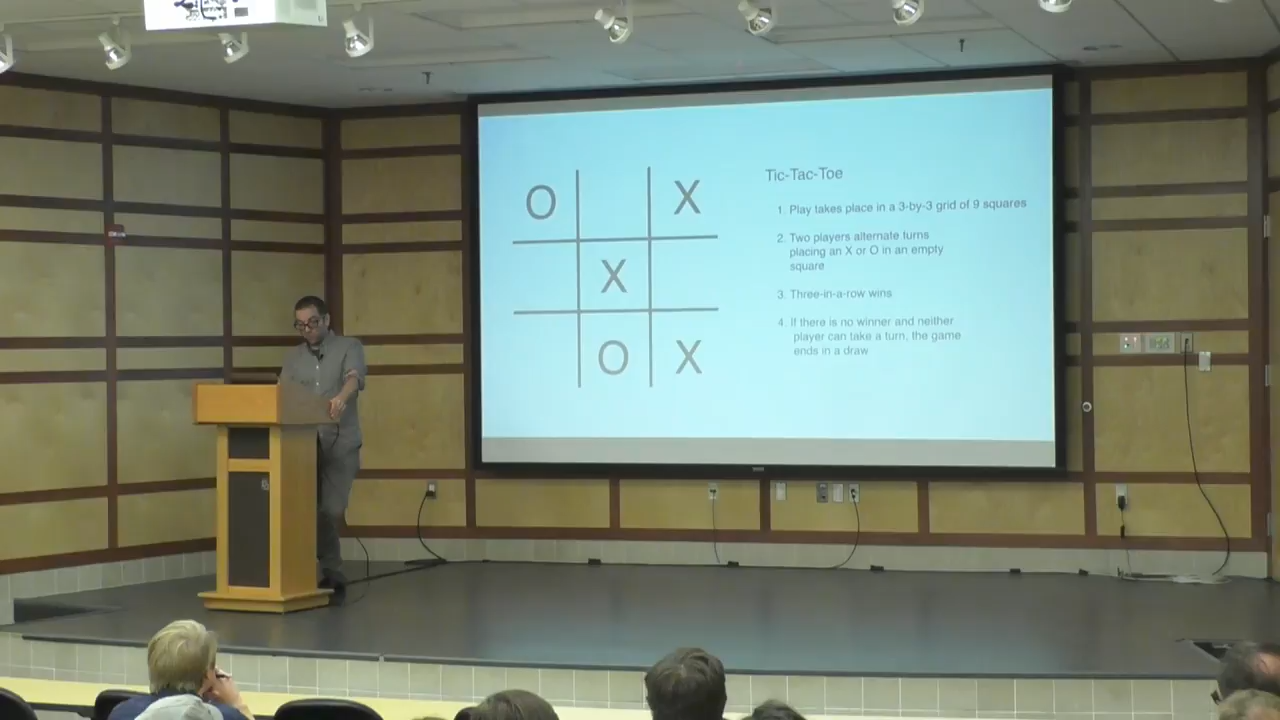 O X
X
O X
Tic-Tac-Toe
1. Play takes place in a 3-by-3 grid of 9 squares
2. Two players alternate turns
placing an X or O in an empty
square
3. Three-in-a-row wins
4. If there is no winner and neither
player can take a turn, the game
ends in a draw